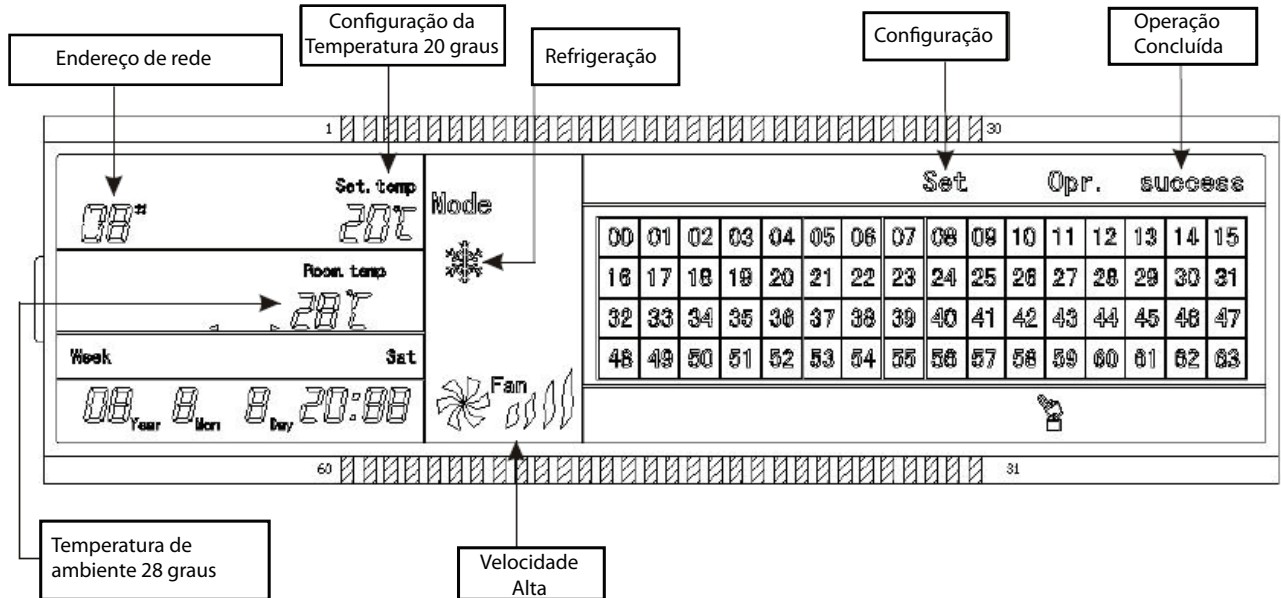 Endereço de rede
Configuração da
Temperatura 20 graus
Refrigeração
Configuração
Operação
Concluída
1
30
Set.temp
08#
20℃
Mode
Set Opr. success
Room temp
28℃
00 01 02 03 04 05 06 07 08 09 10 11 12 13 14 15
16 17 18 19 20 21 22 23 24 25 26 27 28 29 30 31
32 33 34 35 36 37 38 39 40 41 42 43 44 45 46 47
48 49 50 51 52 53 54 55 56 57 58 59 60 61 62 63
Week Sat
08 Year 8 Mon 8 Day 20:88
Fan
60
31
Temperatura de
ambiente 28 graus
Velocidade
Alta